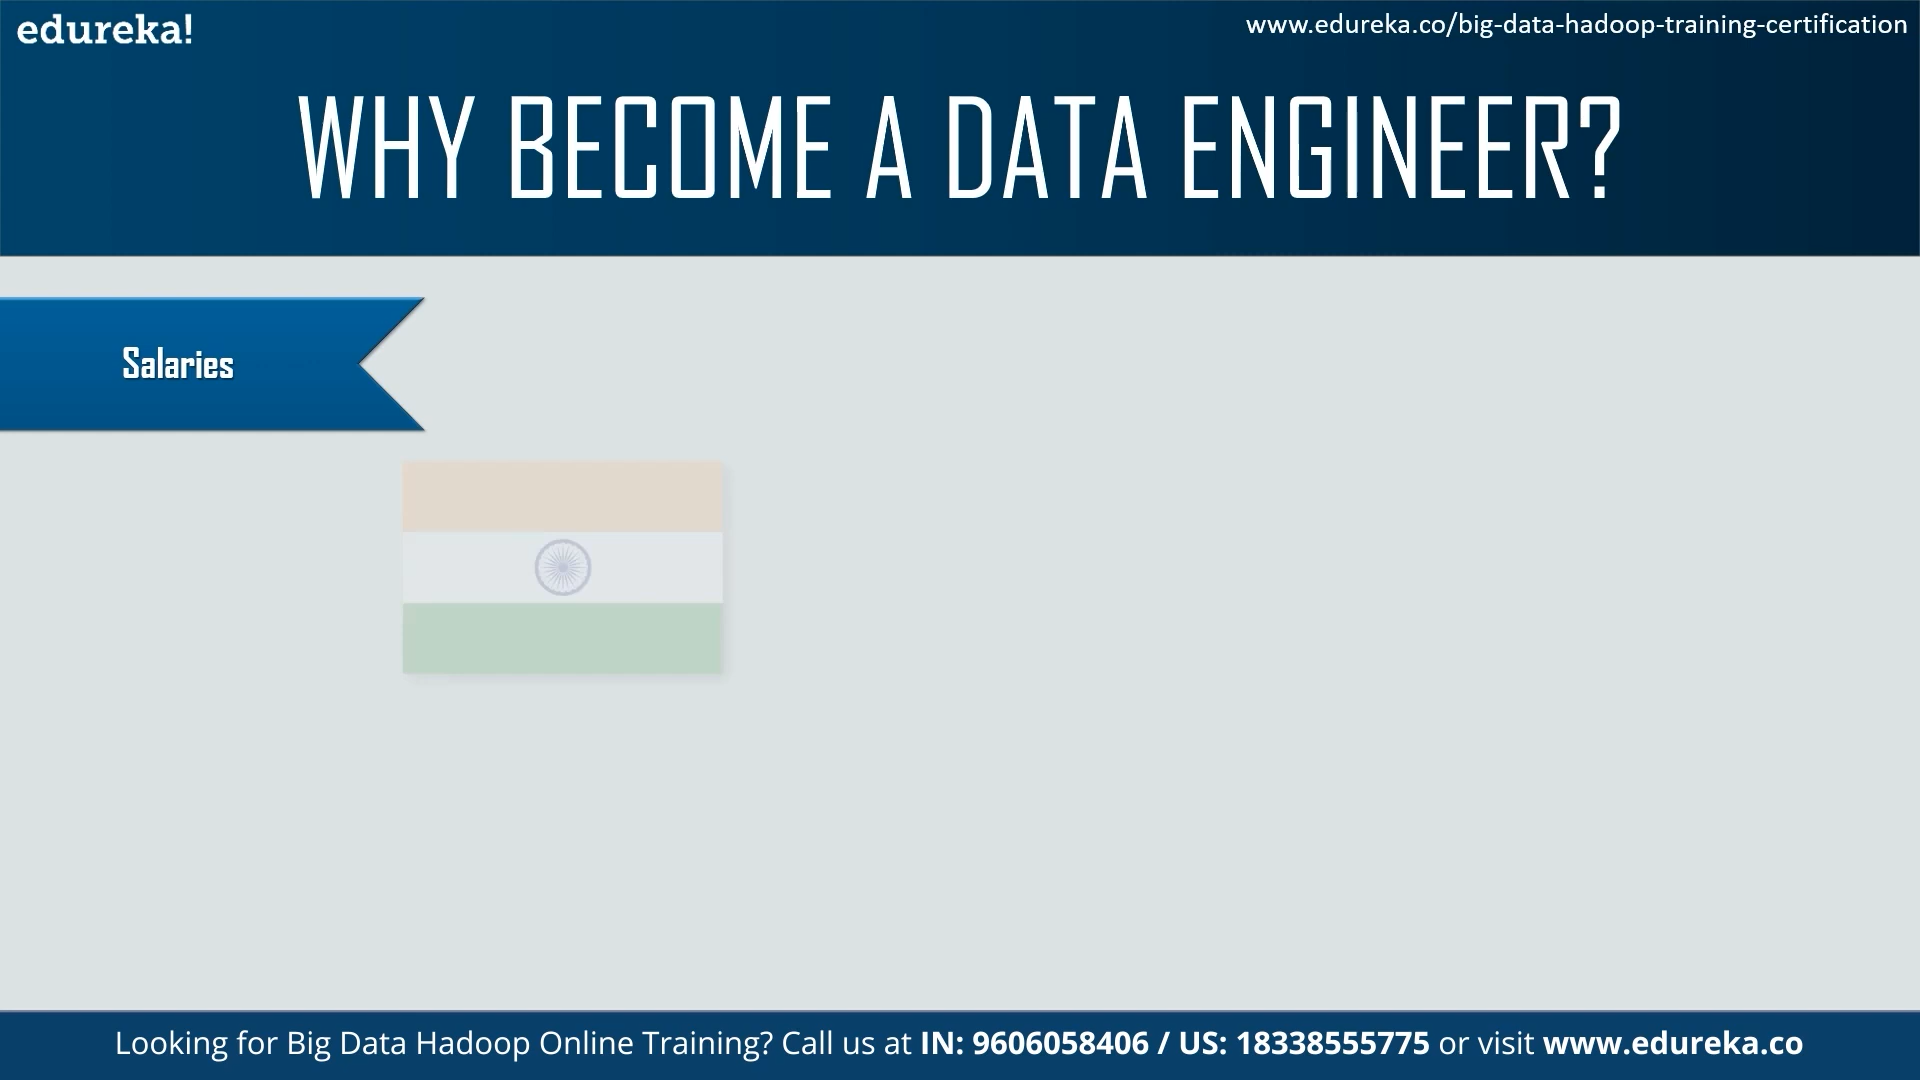 edureka!
www.edureka.co/big-data-hadoop-training-certification
WHY BECOME A DATA ENGINEER?
Salaries
Looking for Big Data Hadoop Online Training? Call us at IN: 9606058406 / US: 18338555775 or visit www.edureka.co